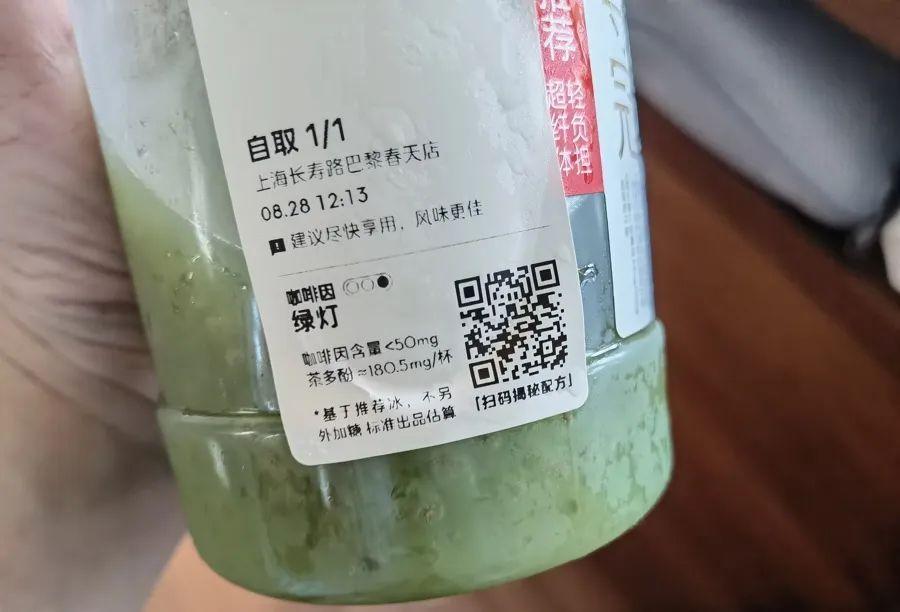 自取 1/1
上海长寿路巴黎春天店
08.28 12:13
! 建议尽快享用，风味更佳
咖啡因
绿灯
咖啡因含量<50mg
茶多酚≈180.5mg/杯
*基于推荐冰、不另
外加糖 标准出品估算
「扫码揭秘配方」
推荐
轻负担
超纤体
元